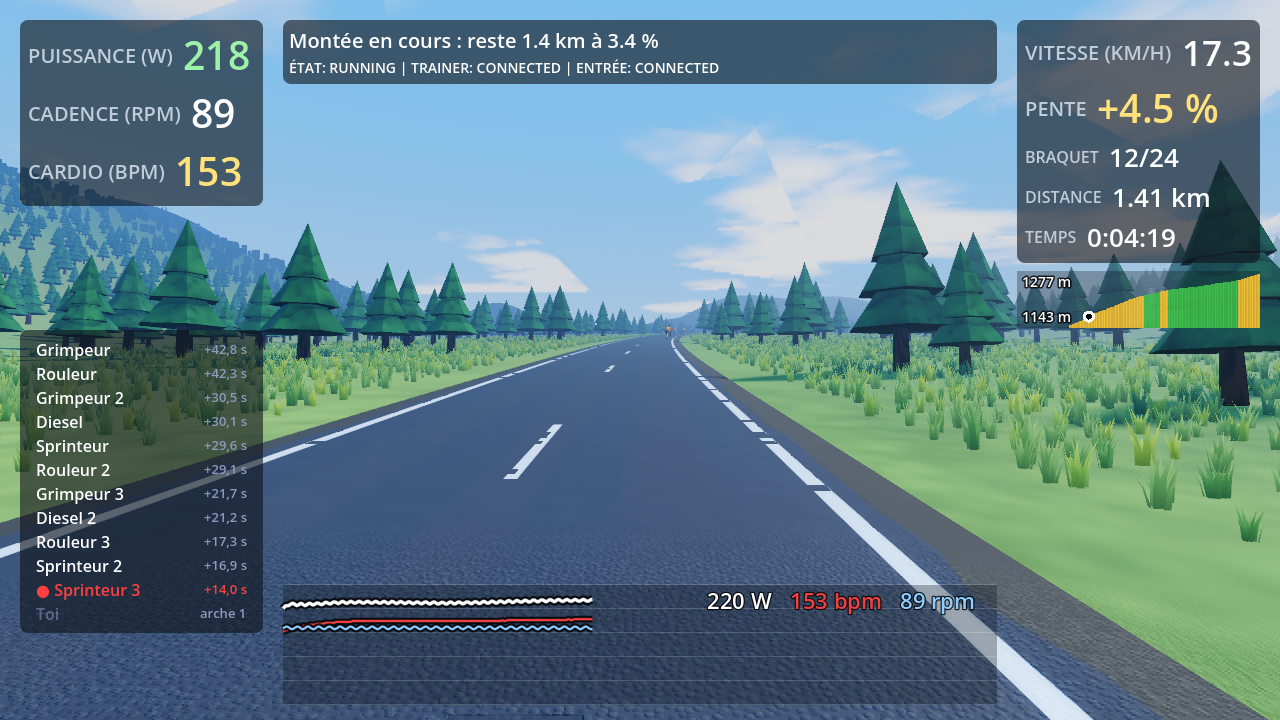 PUISSANCE (W) 218
CADENCE (RPM) 89
CARDIO (BPM) 153
Montée en cours : reste 1.4 km à 3.4 %
ÉTAT: RUNNING | TRAINER: CONNECTED | ENTRÉE: CONNECTED
VITESSE (KM/H) 17.3
PENTE +4.5 %
BRAQUET 12/24
DISTANCE 1.41 km
TEMPS 0:04:19
1277 m
1143 m
Grimpeur +42,8 s
Rouleur +42,3 s
Grimpeur 2 +30,5 s
Diesel +30,1 s
Sprinteur +29,6 s
Rouleur 2 +29,1 s
Grimpeur 3 +21,7 s
Diesel 2 +21,2 s
Rouleur 3 +17,3 s
Sprinteur 2 +16,9 s
Sprinteur 3 +14,0 s
Toi arche 1
220 W 153 bpm 89 rpm